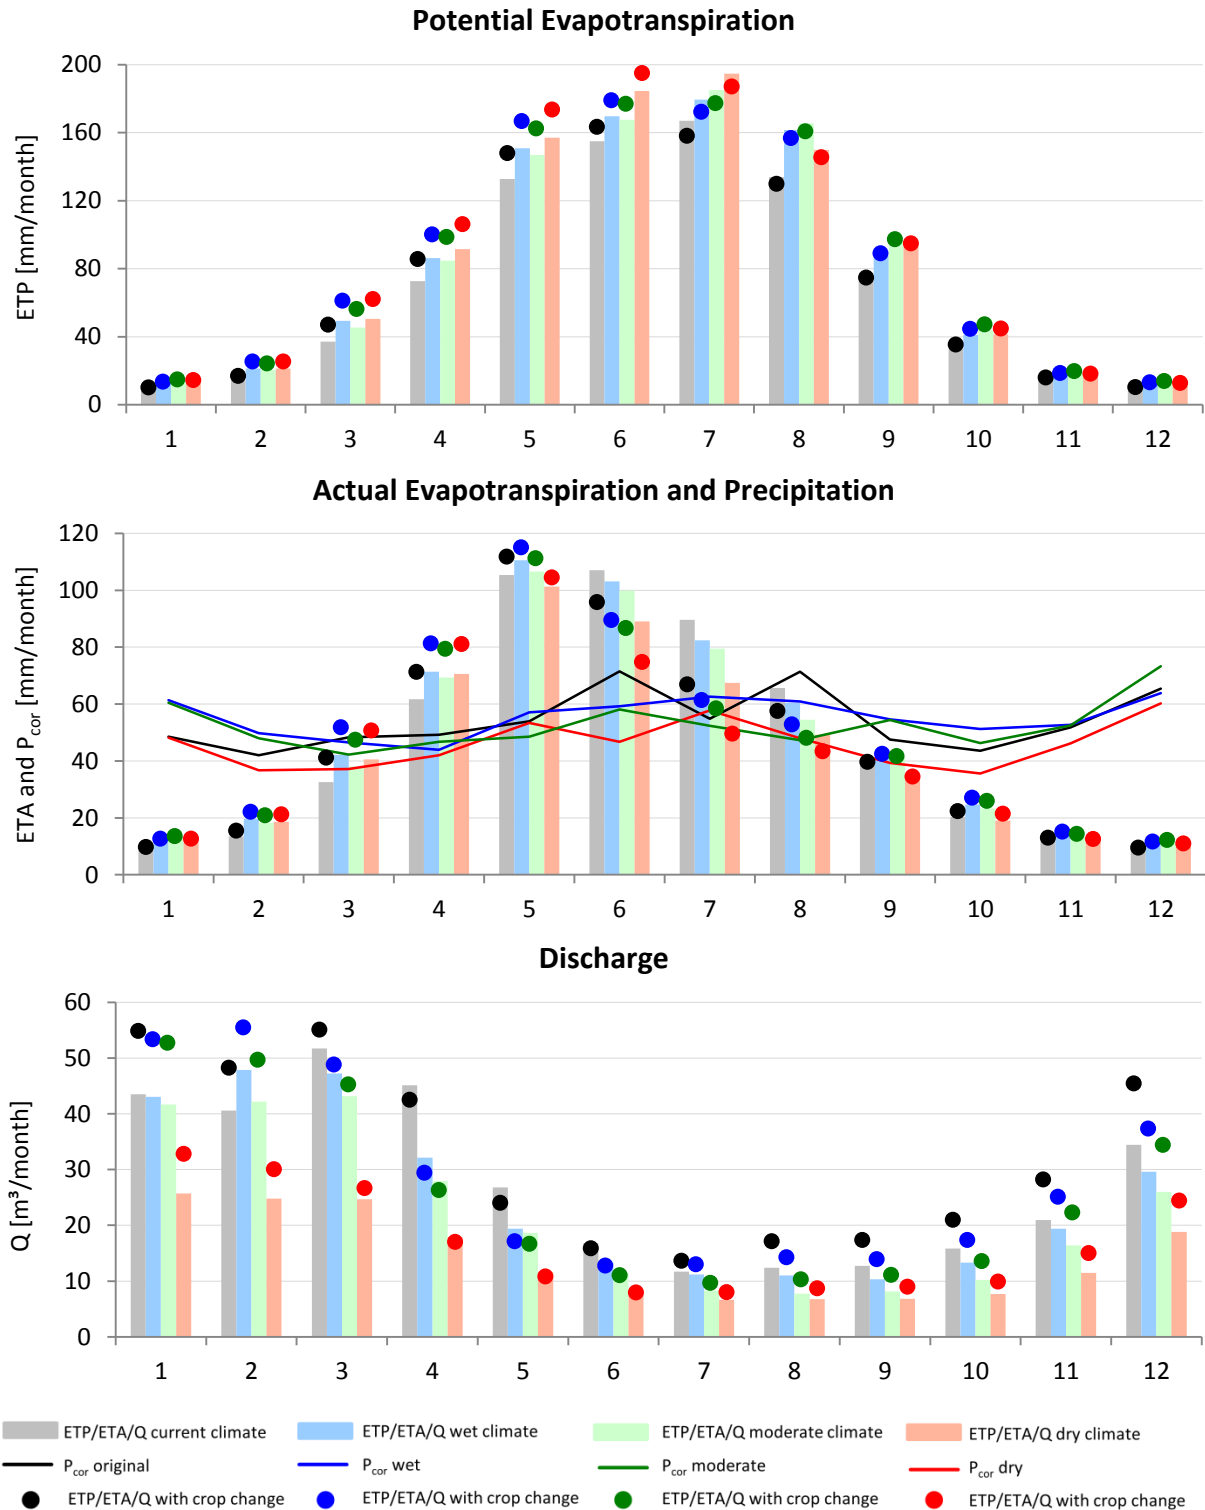 Potential Evapotranspiration
ETP [mm/month]
200
160
120
80
40
0
1 2 3 4 5 6 7 8 9 10 11 12
Actual Evapotranspiration and Precipitation
ETA and Pcor [mm/month]
120
100
80
60
40
20
0
1 2 3 4 5 6 7 8 9 10 11 12
Discharge
Q [m³/month]
60
50
40
30
20
10
0
1 2 3 4 5 6 7 8 9 10 11 12
ETP/ETA/Q current climate ETP/ETA/Q wet climate ETP/ETA/Q moderate climate ETP/ETA/Q dry climate
Pcor original Pcor wet Pcor moderate Pcor dry
ETP/ETA/Q with crop change ETP/ETA/Q with crop change ETP/ETA/Q with crop change ETP/ETA/Q with crop change